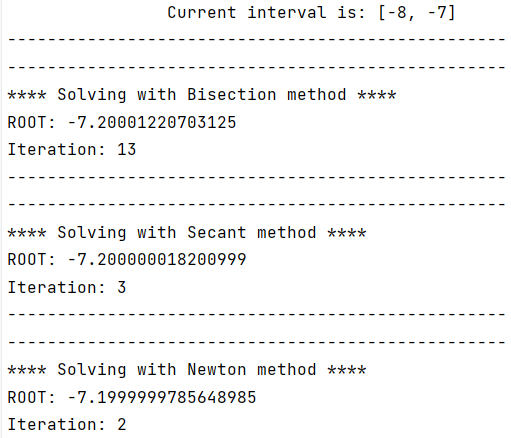 Current interval is: [-8, -7]
--------------------------------------------------
--------------------------------------------------
**** Solving with Bisection method ****
ROOT: -7.20001220703125
Iteration: 13
--------------------------------------------------
--------------------------------------------------
**** Solving with Secant method ****
ROOT: -7.200000018200999
Iteration: 3
--------------------------------------------------
--------------------------------------------------
**** Solving with Newton method ****
ROOT: -7.1999999785648985
Iteration: 2